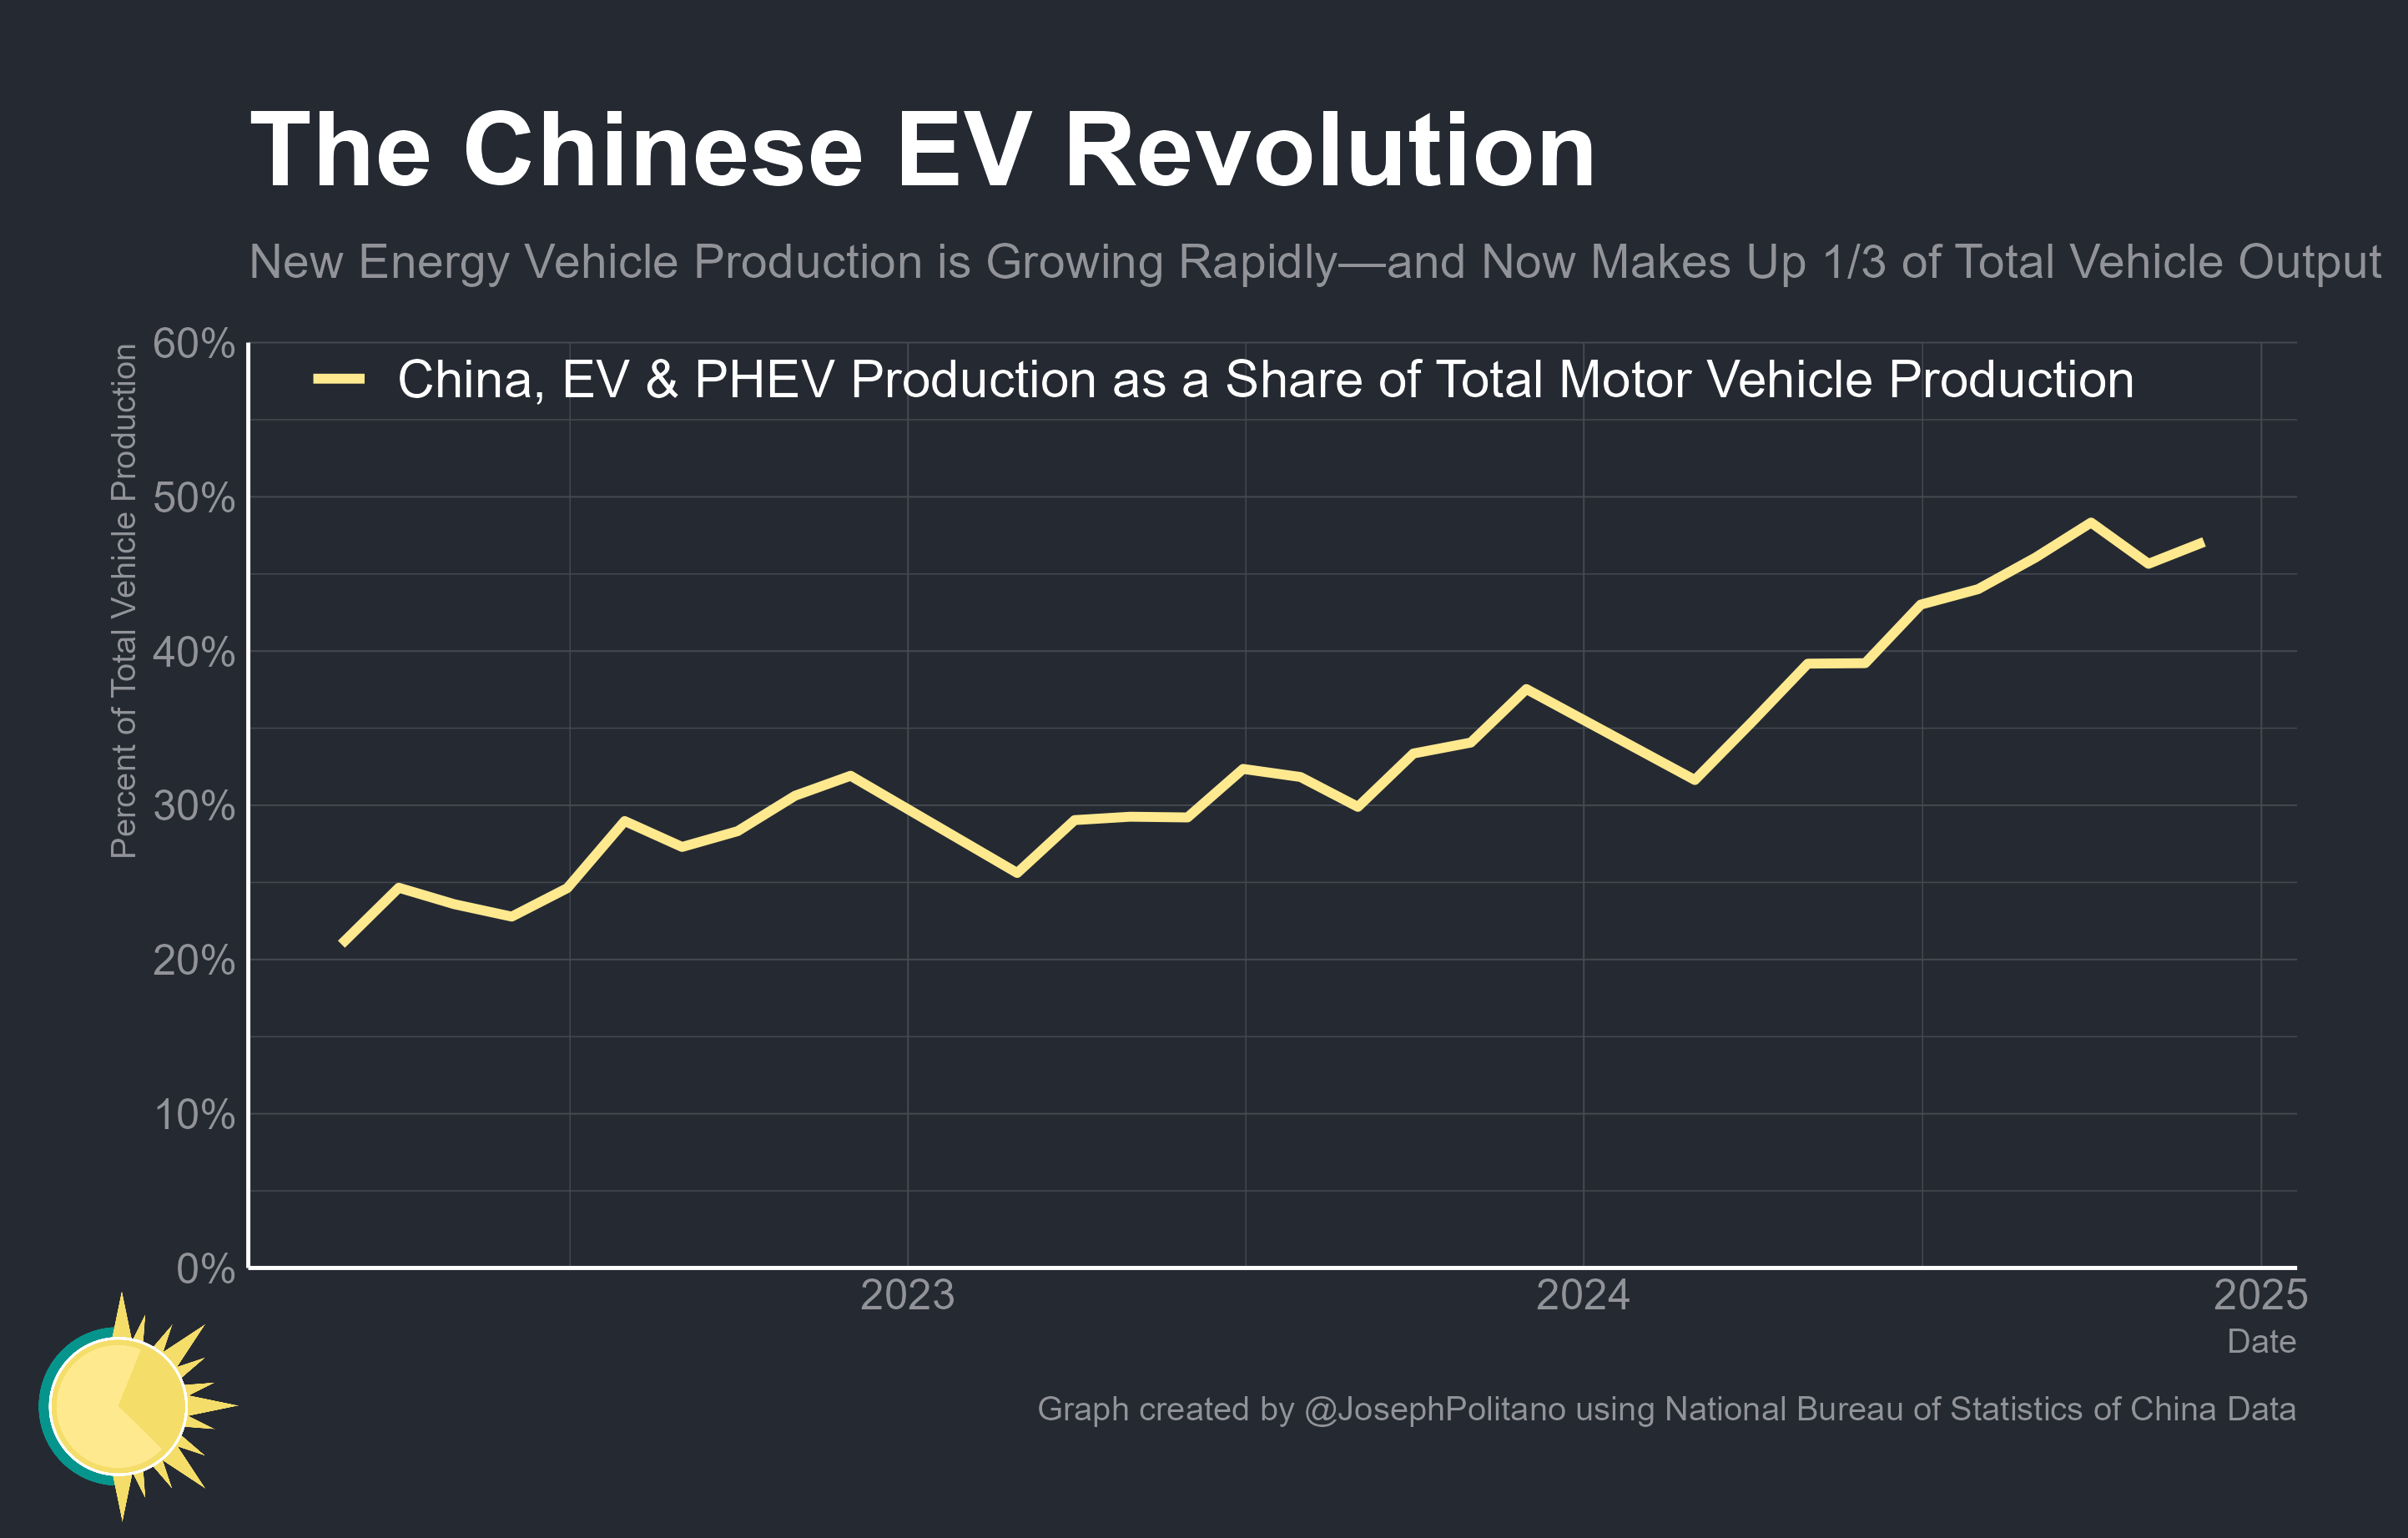 The Chinese EV Revolution
New Energy Vehicle Production is Growing Rapidly—and Now Makes Up 1/3 of Total Vehicle Output
Percent of Total Vehicle Production
60%
China, EV & PHEV Production as a Share of Total Motor Vehicle Production
50%
40%
30%
20%
10%
0%
2023 2024 2025
Date
Graph created by @JosephPolitano using National Bureau of Statistics of China Data